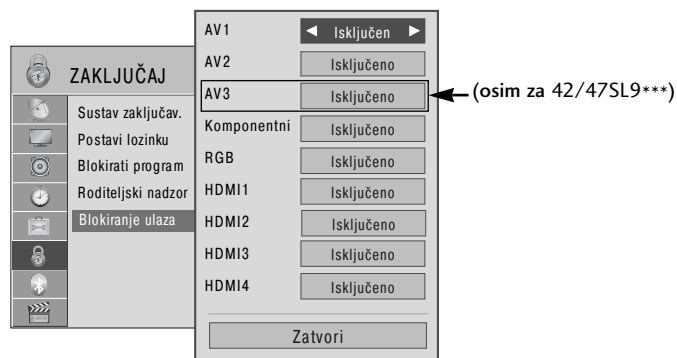 ZAKLJUČAJ
Sustav zaključav.
Postavi lozinku
Blokirati program
Roditeljski nadzor
Blokiranje ulaza
AV1 ◄ Isključen ►
AV2 Isključeno
AV3 Isključeno
Komponentni Isključeno
RGB Isključeno
HDMI1 Isključeno
HDMI2 Isključeno
HDMI3 Isključeno
HDMI4 Isključeno
Zatvori
(osim za 42/47SL9***)